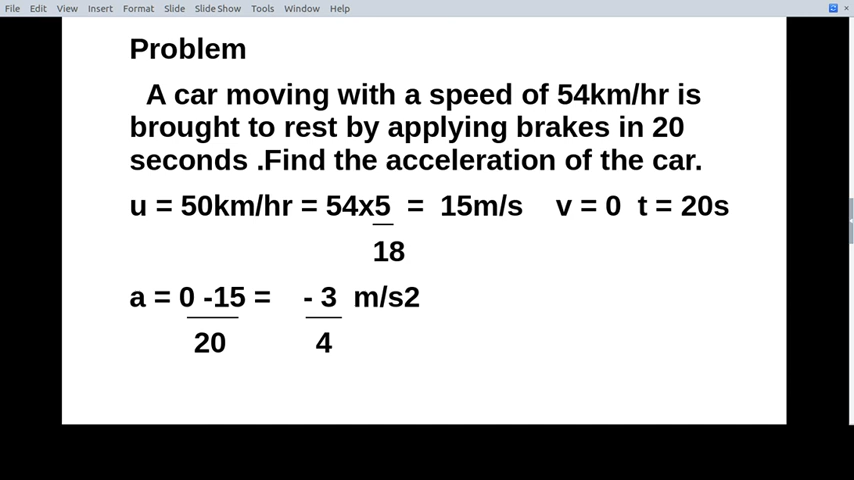 File Edit View Insert Format Slide Slide Show Tools Window Help
Problem
A car moving with a speed of 54km/hr is
brought to rest by applying brakes in 20
seconds .Find the acceleration of the car.
u = 50km/hr = 54x5 = 15m/s v = 0 t = 20s
18
a = 0 -15 = - 3 m/s2
20 4